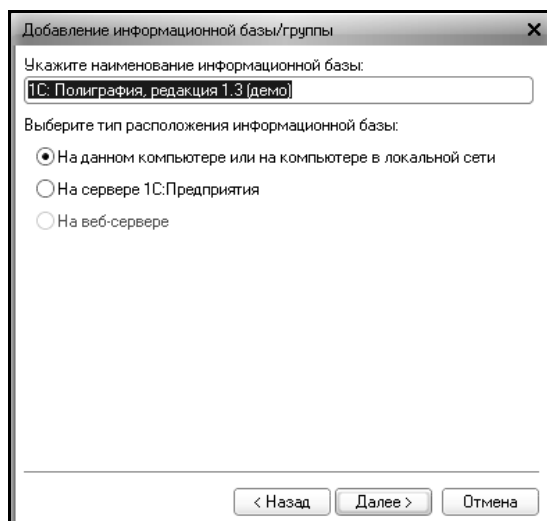 Добавление информационной базы/группы
Укажите наименование информационной базы:
1С: Полиграфия, редакция 1.3 (демо)
Выберите тип расположения информационной базы:
На данном компьютере или на компьютере в локальной сети
На сервере 1С:Предприятия
На веб-сервере
< Назад Далее > Отмена